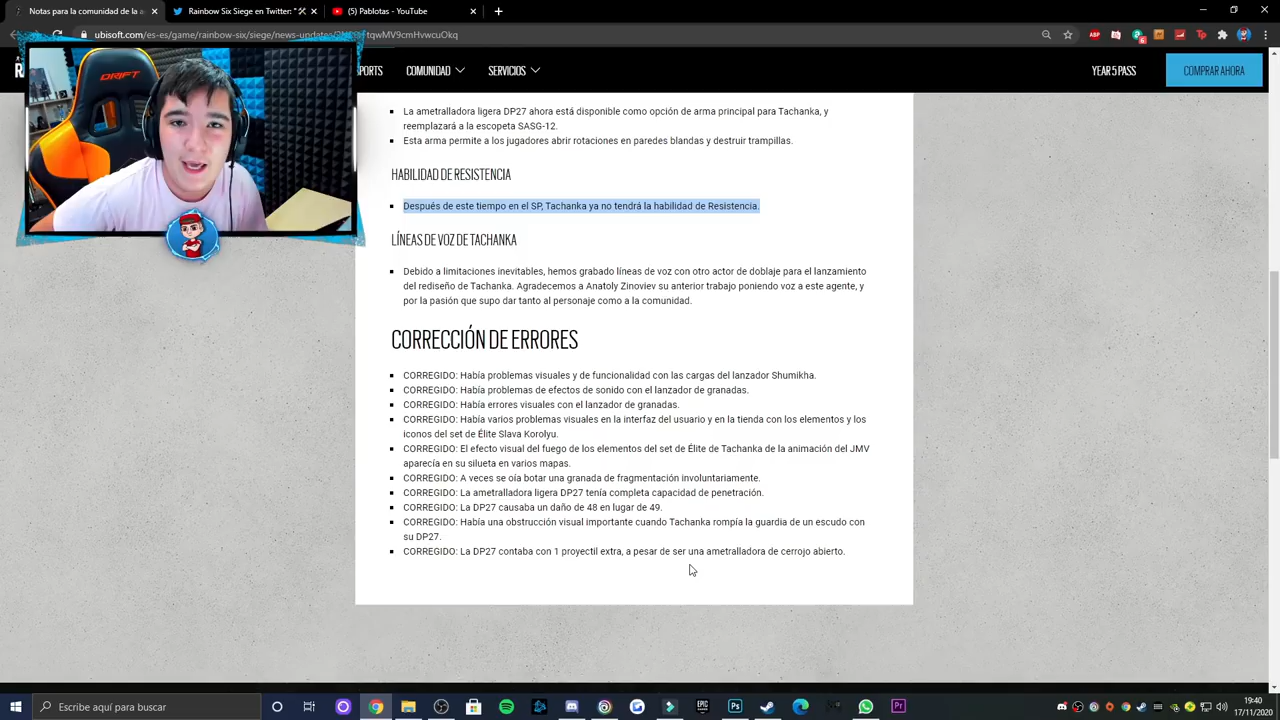 Notas para la comunidad de la a
Rainbow Six Siege en Twitter: "
(5) Pablotas - YouTube
ubisoft.com/es-es/game/rainbow-six/siege/news-updates
tqwMV9cmHvwcuOkq
SPORTS
COMUNIDAD
SERVICIOS
YEAR 5 PASS
COMPRAR AHORA
DRIFT
La ametralladora ligera DP27 ahora está disponible como opción de arma principal para Tachanka, y
reemplazará a la escopeta SASG-12.
Esta arma permite a los jugadores abrir rotaciones en paredes blandas y destruir trampillas.
HABILIDAD DE RESISTENCIA
Después de este tiempo en el SP, Tachanka ya no tendrá la habilidad de Resistencia.
LÍNEAS DE VOZ DE TACHANKA
Debido a limitaciones inevitables, hemos grabado líneas de voz con otro actor de doblaje para el lanzamiento
del rediseño de Tachanka. Agradecemos a Anatoly Zinoviev su anterior trabajo poniendo voz a este agente, y
por la pasión que supo dar tanto al personaje como a la comunidad.
CORRECCIÓN DE ERRORES
CORREGIDO: Había problemas visuales y de funcionalidad con las cargas del lanzador Shumikha.
CORREGIDO: Había problemas de efectos de sonido con el lanzador de granadas.
CORREGIDO: Había errores visuales con el lanzador de granadas.
CORREGIDO: Había varios problemas visuales en la interfaz del usuario y en la tienda con los elementos y los
iconos del set de Élite Slava Korolyu.
CORREGIDO: El efecto visual del fuego de los elementos del set de Élite de Tachanka de la animación del JMV
aparecía en su silueta en varios mapas.
CORREGIDO: A veces se oía botar una granada de fragmentación involuntariamente.
CORREGIDO: La ametralladora ligera DP27 tenía completa capacidad de penetración.
CORREGIDO: La DP27 causaba un daño de 48 en lugar de 49.
CORREGIDO: Había una obstrucción visual importante cuando Tachanka rompía la guardia de un escudo con
su DP27.
CORREGIDO: La DP27 contaba con 1 proyectil extra, a pesar de ser una ametralladora de cerrojo abierto.
Escribe aquí para buscar
19:40
17/11/2020